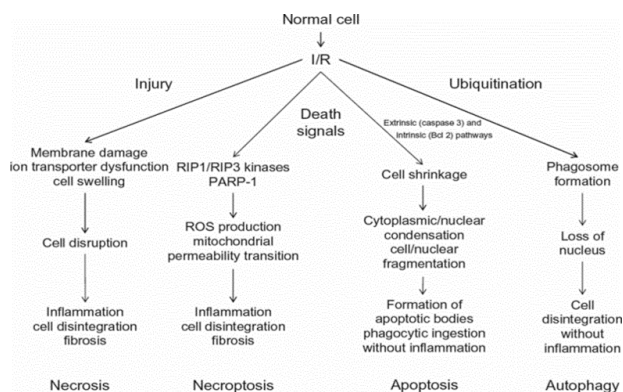 Normal cell
I/R
Injury
Ubiquitination
Death
signals
Extrinsic (caspase 3) and
intrinsic (Bcl 2) pathways
Membrane damage
ion transporter dysfunction
cell swelling
RIP1/RIP3 kinases
PARP-1
Cell shrinkage
Phagosome
formation
Cell disruption
ROS production
mitochondrial
permeability transition
Cytoplasmic/nuclear
condensation
cell/nuclear
fragmentation
Loss of
nucleus
Inflammation
cell disintegration
fibrosis
Inflammation
cell disintegration
fibrosis
Formation of
apoptotic bodies
phagocytic ingestion
without inflammation
Cell
disintegration
without
inflammation
Necrosis
Necroptosis
Apoptosis
Autophagy